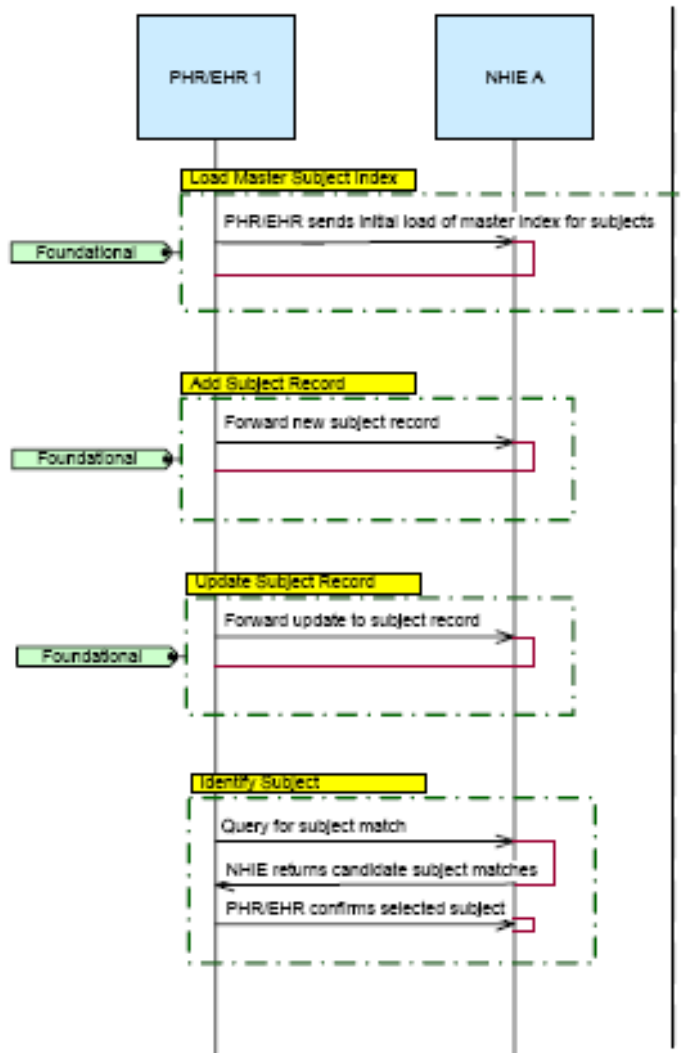 PHR/EHR 1
NHIE A
Load Master Subject Index
PHR/EHR sends initial load of master index for subjects
Foundational
Add Subject Record
Forward new subject record
Foundational
Update Subject Record
Forward update to subject record
Foundational
Identify Subject
Query for subject match
NHIE returns candidate subject matches
PHR/EHR confirms selected subject